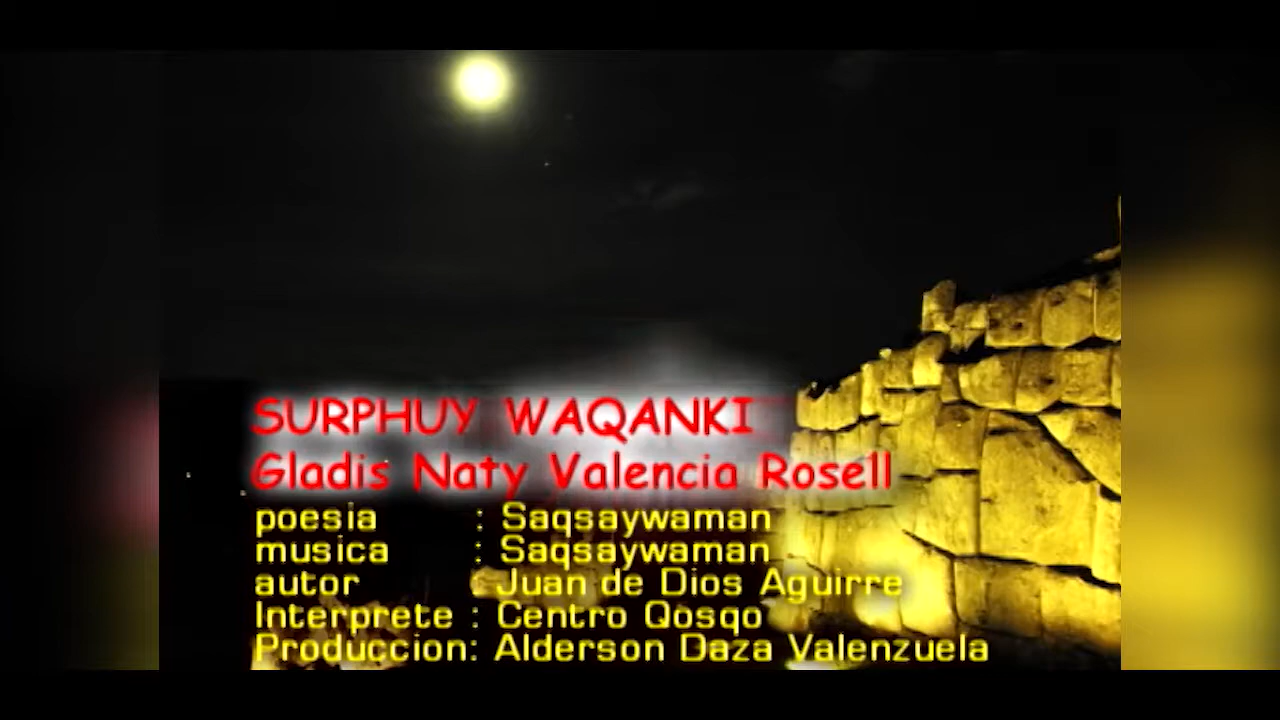 SURPHUY WAQANKI
Gladis Naty Valencia Rosell
poesia : Saqsaywaman
musica : Saqsaywaman
autor : Juan de Dios Aguirre
Interprete : Centro Qosqo
Produccion: Alderson Daza Valenzuela